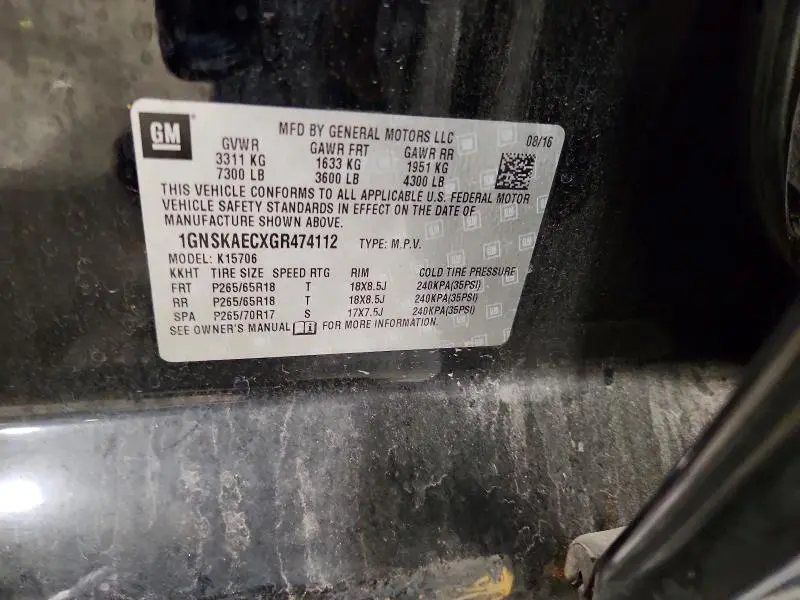 GM
MFD BY GENERAL MOTORS LLC 08/16
GVWR GAWR FRT GAWR RR
3311 KG 1633 KG 1951 KG
7300 LB 3600 LB 4300 LB
THIS VEHICLE CONFORMS TO ALL APPLICABLE U.S. FEDERAL MOTOR
VEHICLE SAFETY STANDARDS IN EFFECT ON THE DATE OF
MANUFACTURE SHOWN ABOVE.
1GNSKAECXGR474112 TYPE: M.P.V.
MODEL: K15706
KKHT TIRE SIZE SPEED RTG RIM COLD TIRE PRESSURE
FRT P265/65R18 T 18X8.5J 240KPA(35PSI)
RR P265/65R18 T 18X8.5J 240KPA(35PSI)
SPA P265/70R17 S 17X7.5J 240KPA(35PSI)
SEE OWNER'S MANUAL FOR MORE INFORMATION.